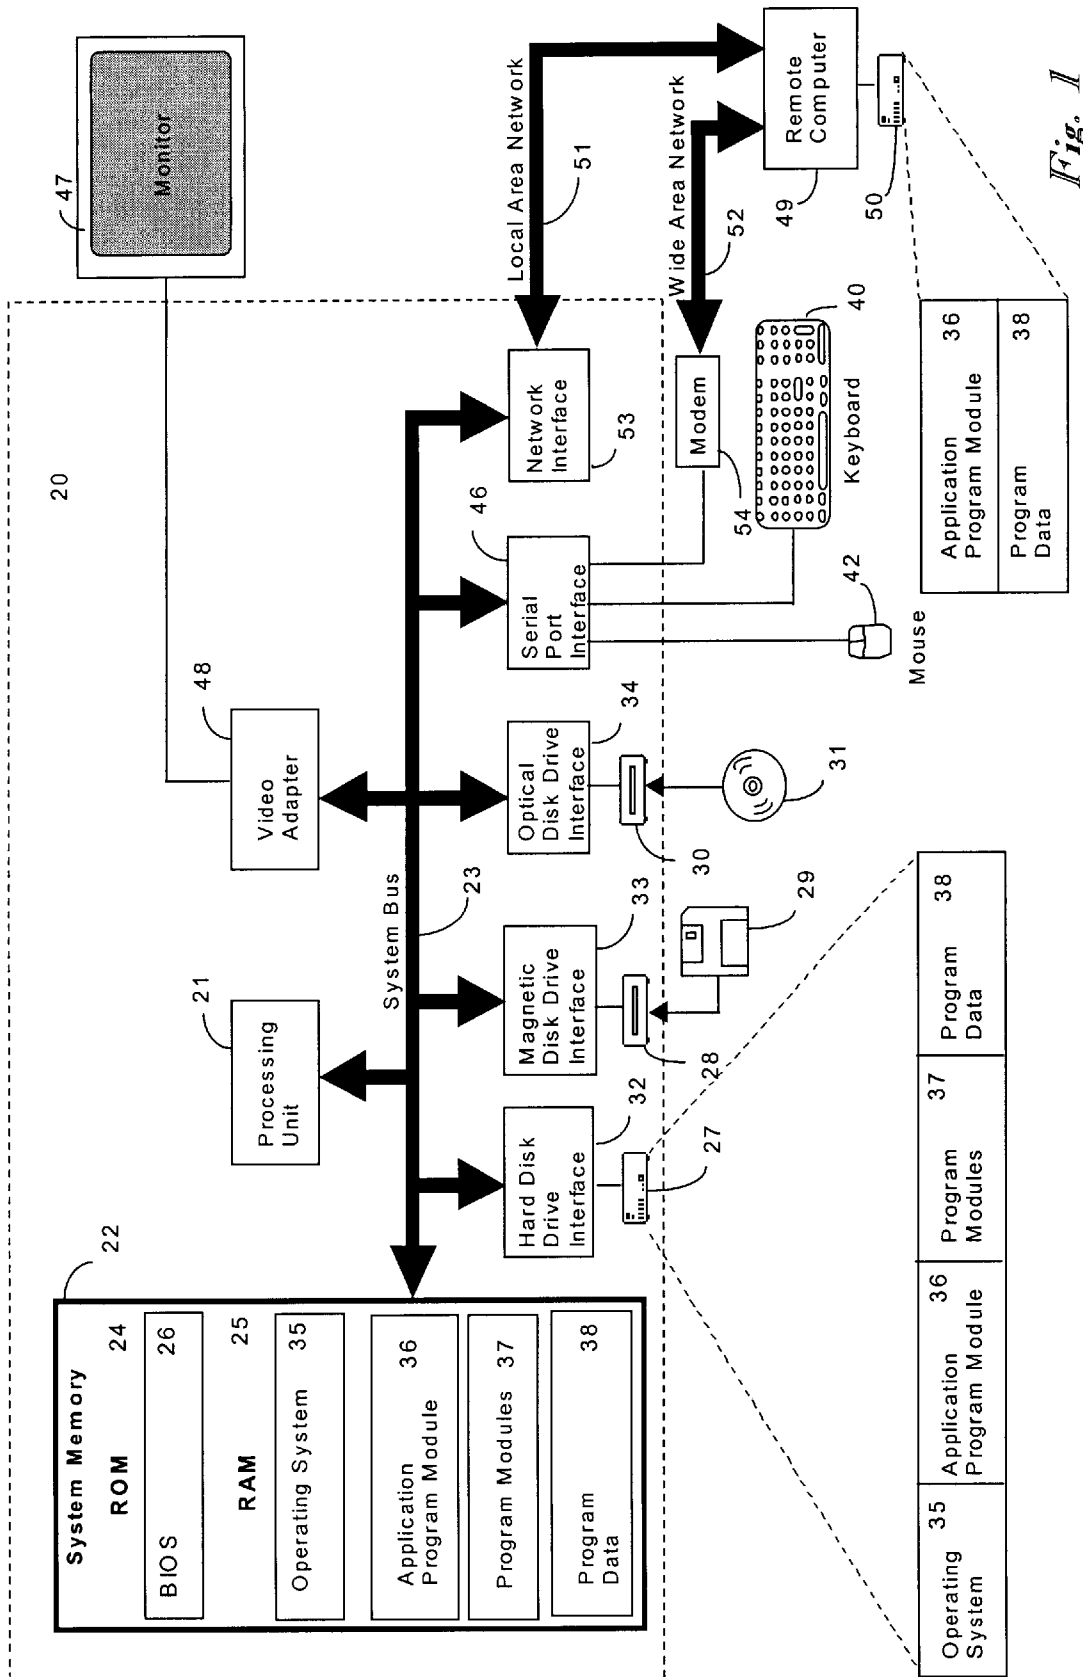 System Memory
22
ROM
24
BIOS
26
RAM
25
Operating System
35
Application
Program Module
36
Program Modules
37
Program
Data
38
Processing
Unit
21
Video
Adapter
48
20
47
Monitor
System Bus
23
Hard Disk
Drive
Interface
32
Magnetic
Disk Drive
Interface
33
Optical
Disk Drive
Interface
34
Serial
Port
Interface
46
Network
Interface
53
Local Area Network
51
27
28
29
30
31
Modem
54
Wide Area Network
52
Remote
Computer
49
50
Mouse
42
Keyboard
40
Operating
System
35
Application
Program Module
36
Program
Modules
37
Program
Data
38
Application
Program Module
36
Program
Data
38
Fig. 1